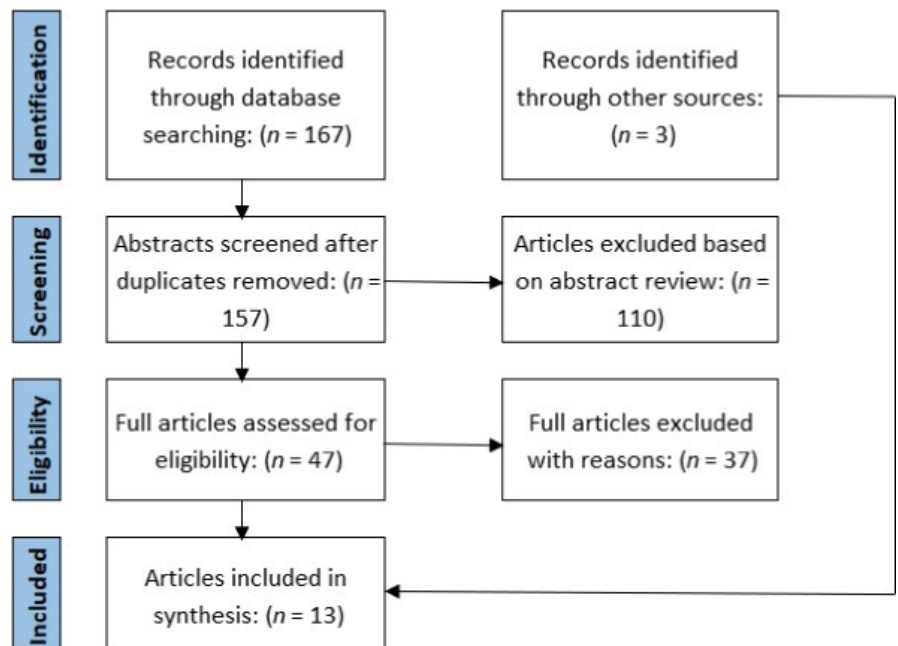 Identification
Records identified
through database
searching: (n = 167)
Records identified
through other sources:
(n = 3)
Screening
Abstracts screened after
duplicates removed: (n =
157)
Articles excluded based
on abstract review: (n =
110)
Eligibility
Full articles assessed for
eligibility: (n = 47)
Full articles excluded
with reasons: (n = 37)
Included
Articles included in
synthesis: (n = 13)